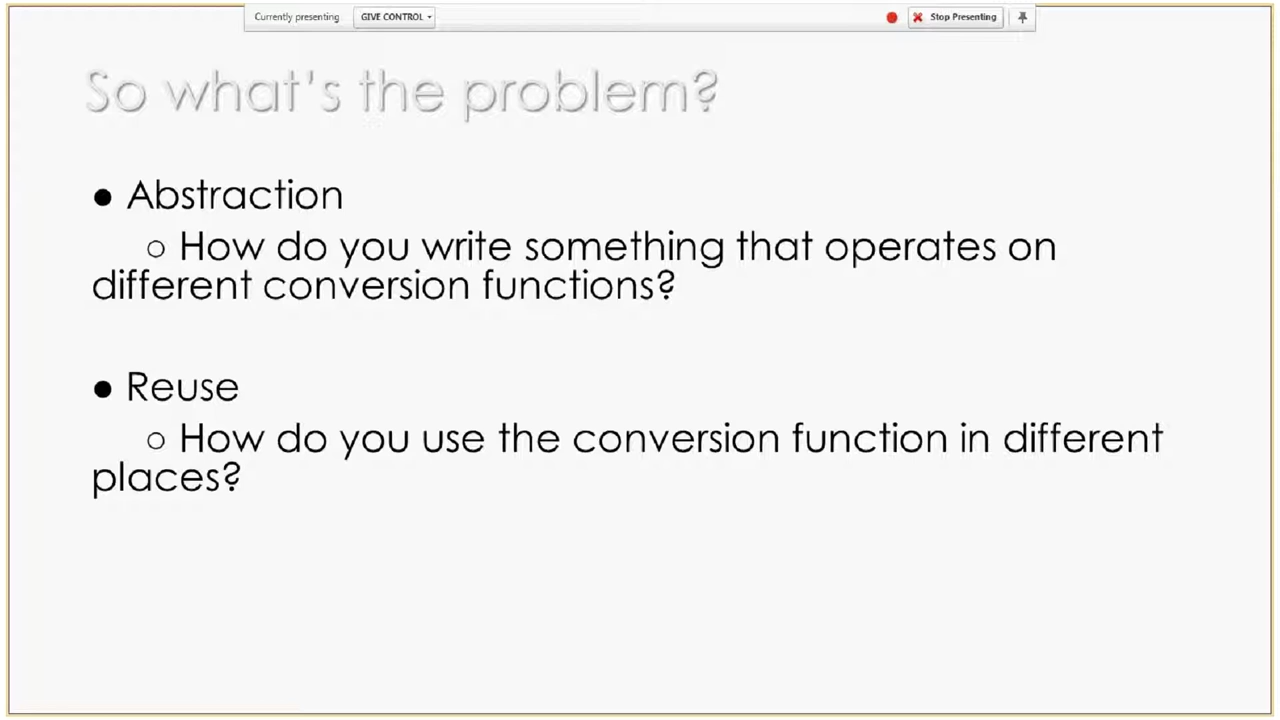 Currently presenting GIVE CONTROL Stop Presenting
So what's the problem?
● Abstraction
○ How do you write something that operates on
different conversion functions?
● Reuse
○ How do you use the conversion function in different
places?